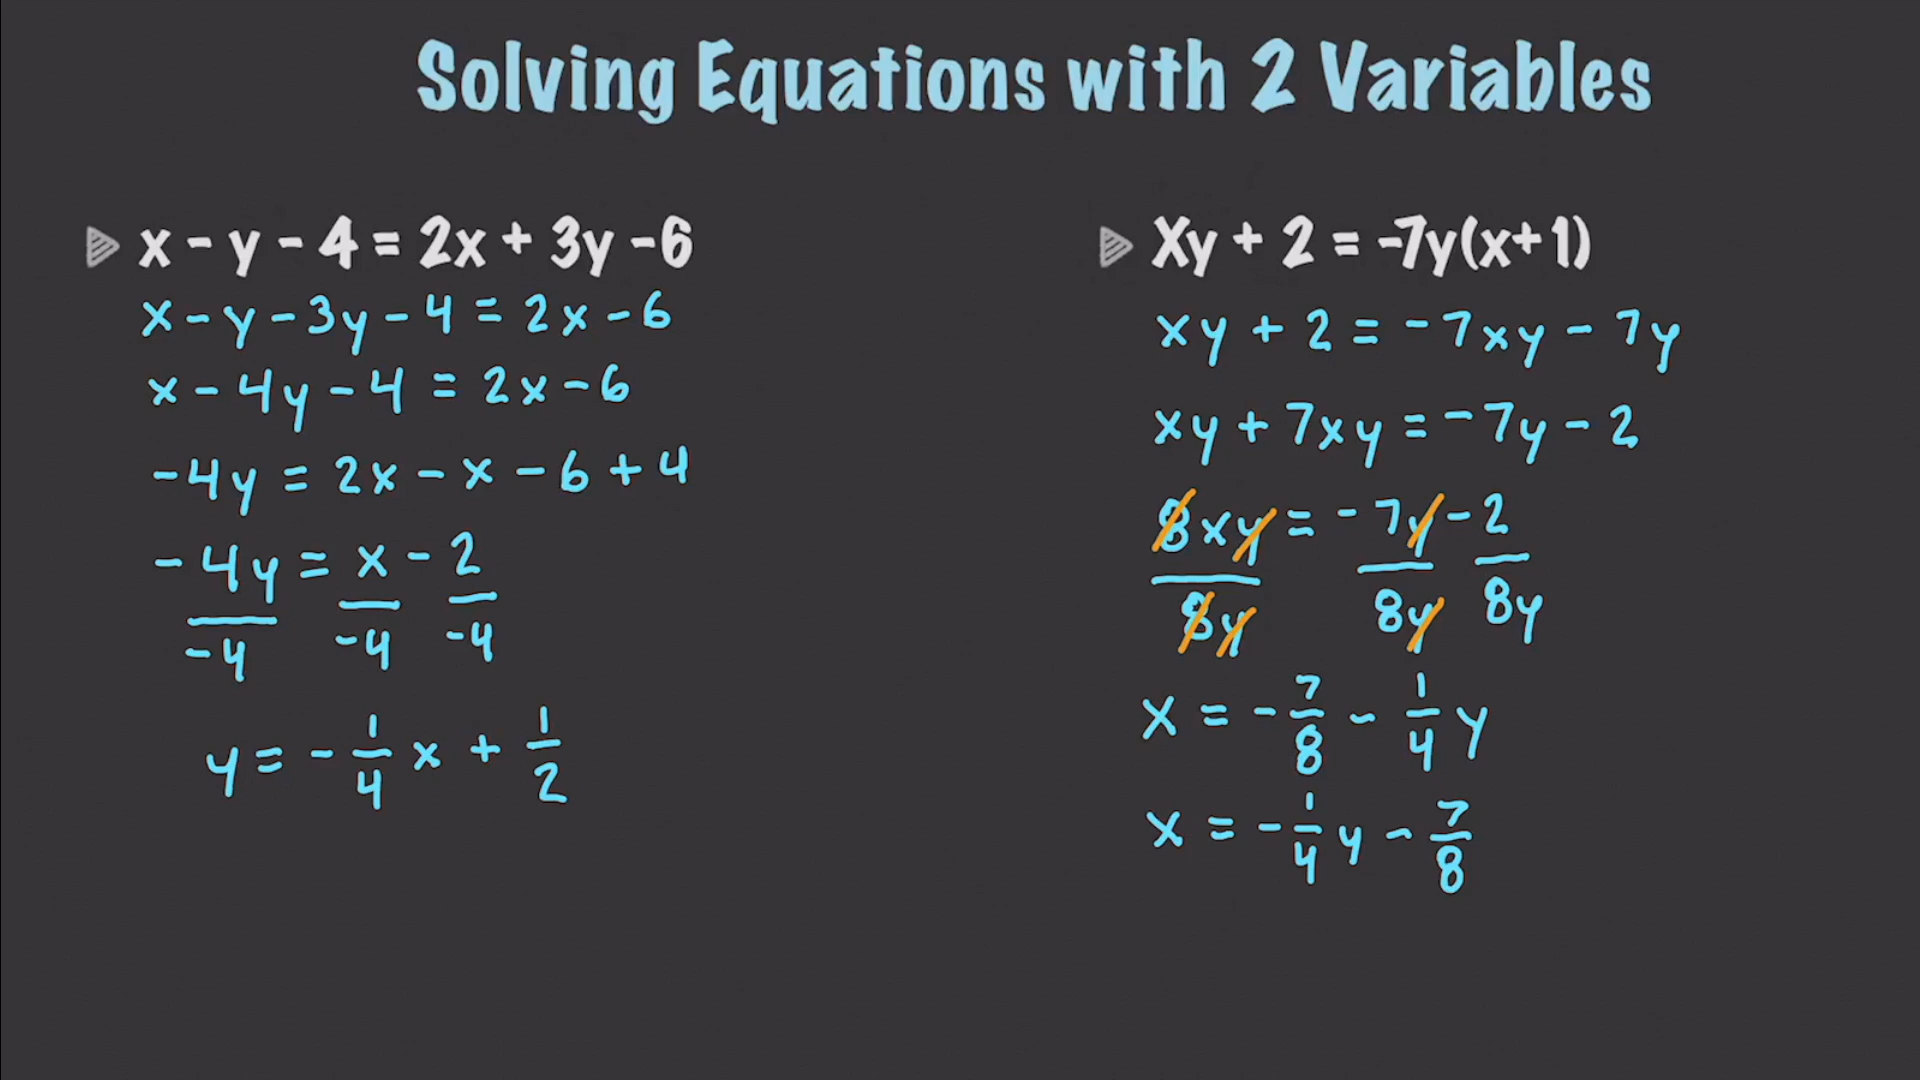 Solving Equations with 2 Variables
x - y - 4 = 2x + 3y - 6
x - y - 3y - 4 = 2x - 6
x - 4y - 4 = 2x - 6
-4y = 2x - x - 6 + 4
-4y = x - 2
-4 -4 -4
y = -1/4 x + 1/2
Xy + 2 = -7y(x+1)
xy + 2 = -7xy - 7y
xy + 7xy = -7y - 2
8xy = -7y - 2
8y 8y 8y
x = -7/8 - 1/4 y
x = -1/4 y - 7/8